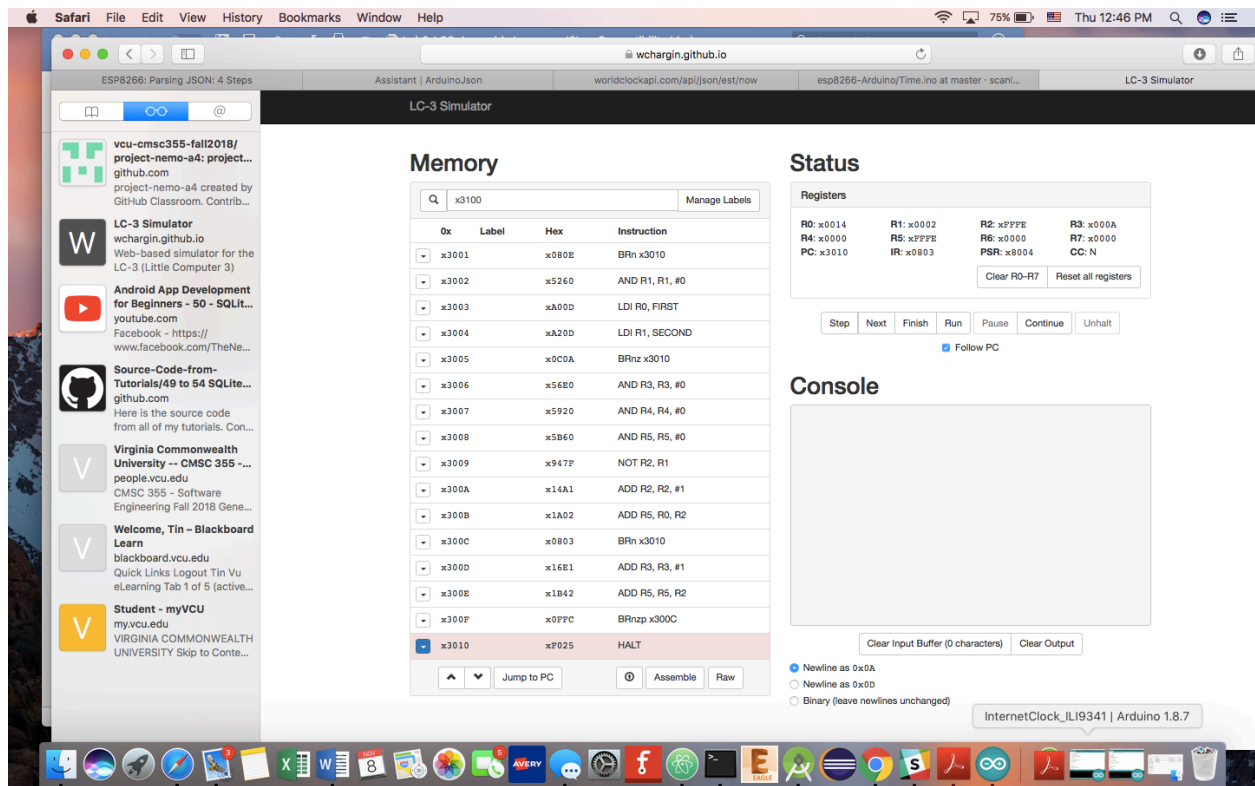 Safari File Edit View History Bookmarks Window Help 75% Thu 12:46 PM
wchargin.github.io
ESP8266: Parsing JSON: 4 Steps Assistant | ArduinoJson worldclockapi.com/api/json/est/now esp8266-Arduino/Time.ino at master · scanl... LC-3 Simulator
@
vcu-cmsc355-fall2018/
project-nemo-a4: project...
github.com
project-nemo-a4 created by
GitHub Classroom. Contrib...
W
LC-3 Simulator
wchargin.github.io
Web-based simulator for the
LC-3 (Little Computer 3)
Android App Development
for Beginners - 50 - SQLit...
youtube.com
Facebook - https://
www.facebook.com/TheNe...
Source-Code-from-
Tutorials/49 to 54 SQLite...
github.com
Here is the source code
from all of my tutorials. Con...
V
Virginia Commonwealth
University -- CMSC 355 -...
people.vcu.edu
CMSC 355 - Software
Engineering Fall 2018 Gene...
V
Welcome, Tin – Blackboard
Learn
blackboard.vcu.edu
Quick Links Logout Tin Vu
eLearning Tab 1 of 5 (active...
V
Student - myVCU
my.vcu.edu
VIRGINIA COMMONWEALTH
UNIVERSITY Skip to Conte...
LC-3 Simulator
Memory
x3100 Manage Labels
0x Label Hex Instruction
x3001 x080E BRn x3010
x3002 x5260 AND R1, R1, #0
x3003 xA00D LDI R0, FIRST
x3004 xA20D LDI R1, SECOND
x3005 x0C0A BRnz x3010
x3006 x56E0 AND R3, R3, #0
x3007 x5920 AND R4, R4, #0
x3008 x5B60 AND R5, R5, #0
x3009 x947F NOT R2, R1
x300A x14A1 ADD R2, R2, #1
x300B x1A02 ADD R5, R0, R2
x300C x0803 BRn x3010
x300D x16E1 ADD R3, R3, #1
x300E x1B42 ADD R5, R5, R2
x300F x0FFC BRnzp x300C
x3010 xF025 HALT
Jump to PC Assemble Raw
Status
Registers
R0: x0014 R1: x0002 R2: xFFFE R3: x000A
R4: x0000 R5: xFFFE R6: x0000 R7: x0000
PC: x3010 IR: x0803 PSR: x8004 CC: N
Clear R0–R7 Reset all registers
Step Next Finish Run Pause Continue Unhalt
Follow PC
Console
Clear Input Buffer (0 characters) Clear Output
Newline as 0x0A
Newline as 0x0D
Binary (leave newlines unchanged)
InternetClock_ILI9341 | Arduino 1.8.7
3 NOV 8 5 AVERY EAGLE